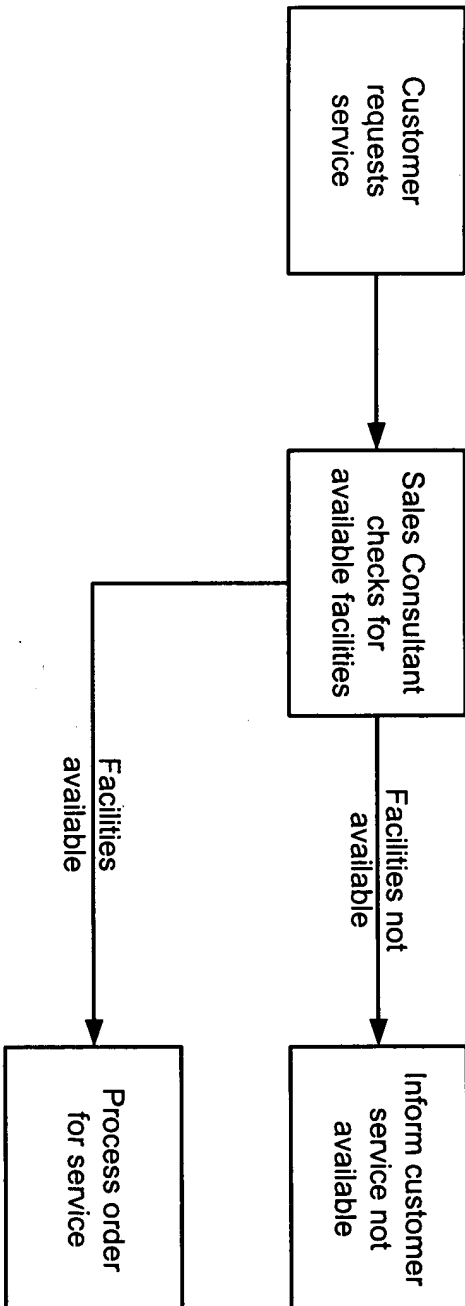 Customer
requests
service
Sales Consultant
checks for
available facilities
Facilities not
available
Inform customer
service not
available
Facilities
available
Process order
for service